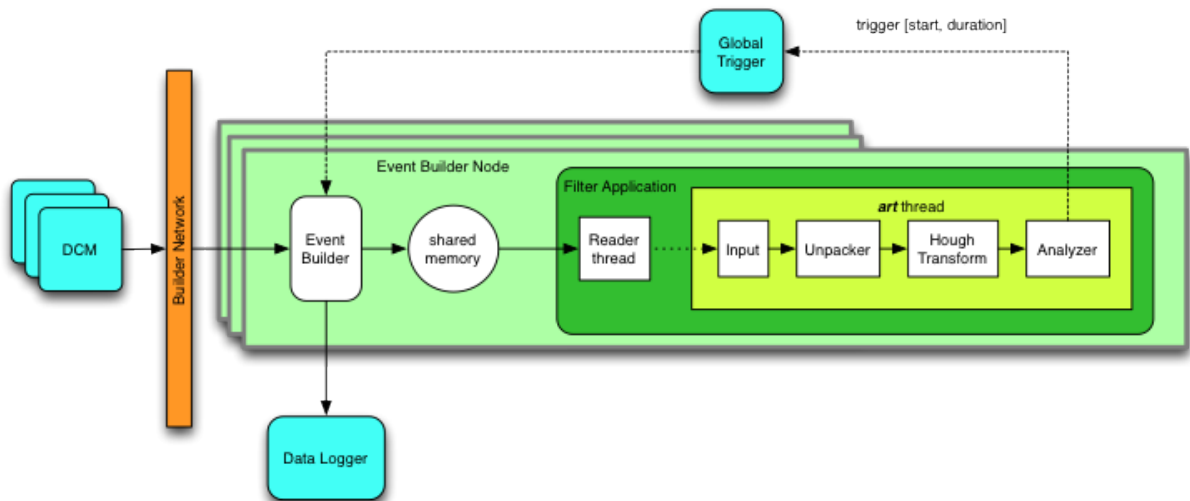 Global
Trigger
trigger [start, duration]
Event Builder Node
Filter Application
art thread
DCM
Builder Network
Event
Builder
shared
memory
Reader
thread
Input
Unpacker
Hough
Transform
Analyzer
Data Logger